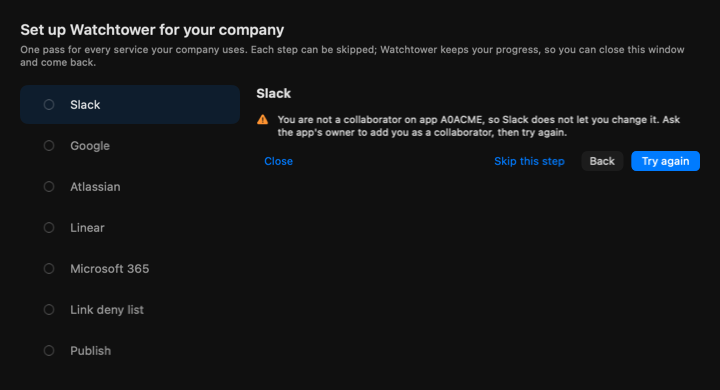 Set up Watchtower for your company
One pass for every service your company uses. Each step can be skipped; Watchtower keeps your progress, so you can close this window
and come back.
Slack
Google
Atlassian
Linear
Microsoft 365
Link deny list
Publish
Slack
You are not a collaborator on app A0ACME, so Slack does not let you change it. Ask
the app's owner to add you as a collaborator, then try again.
Close
Skip this step
Back
Try again